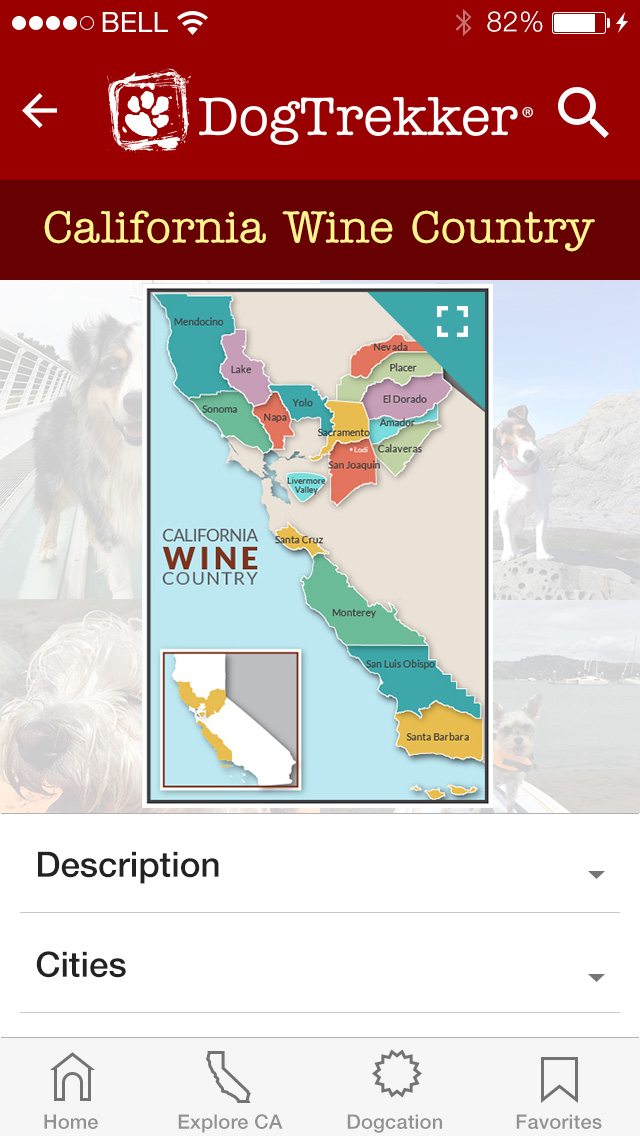 BELL 82%
DogTrekker®
California Wine Country
Mendocino
Nevada
Placer
Lake
El Dorado
Yolo
Sonoma
Napa
Amador
Sacramento
Calaveras
Lodi
San Joaquin
Livermore
Valley
CALIFORNIA
WINE
COUNTRY
Santa Cruz
Monterey
San Luis Obispo
Santa Barbara
Description
Cities
Home Explore CA Dogcation Favorites